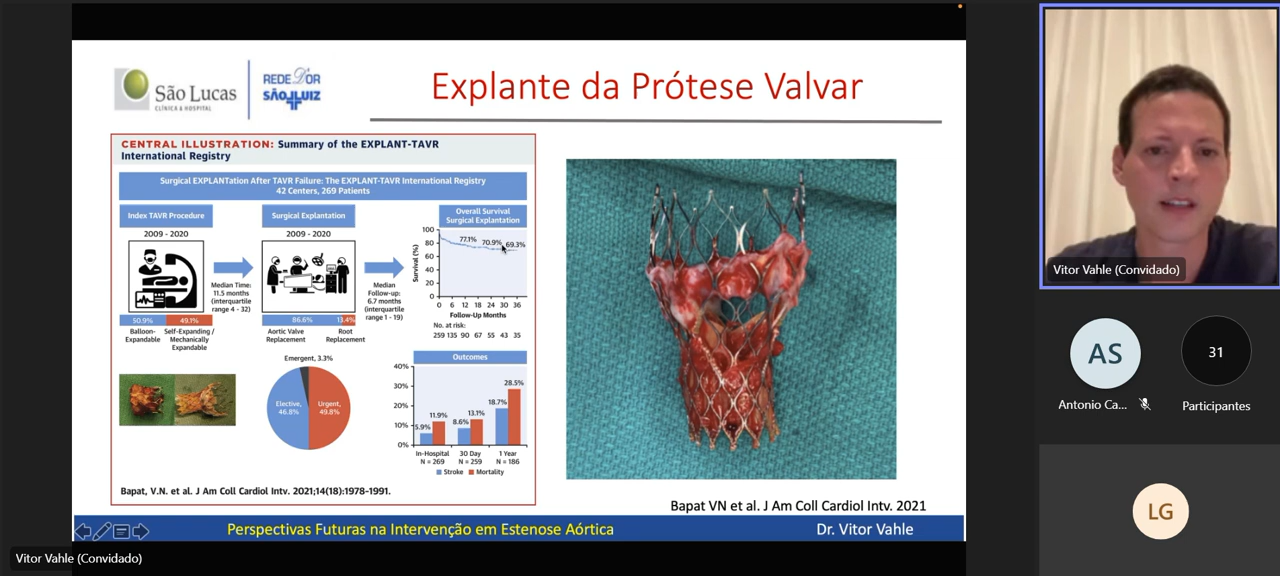 São Lucas
CLÍNICA & HOSPITAL
REDE D'OR
SÃO LUIZ
Explante da Prótese Valvar
CENTRAL ILLUSTRATION: Summary of the EXPLANT-TAVR
International Registry
Surgical EXPLANTation After TAVR Failure: The EXPLANT-TAVR International Registry
42 Centers, 269 Patients
Index TAVR Procedure
2009 - 2020
50.9%
49.1%
Balloon-
Expandable
Self-Expanding /
Mechanically
Expandable
Median Time:
11.5 months
(interquartile
range 4 - 32)
Surgical Explantation
2009 - 2020
86.6%
13.4%
Aortic Valve
Replacement
Root
Replacement
Median
Follow-up:
6.7 months
(interquartile
range 1 - 19)
Overall Survival
Surgical Explantation
Survival (%)
100
80
60
40
20
0
77.1%
70.9%
69.3%
0 6 12 18 24 30 36
Follow-Up Months
No. at risk:
259 135 90 67 55 43 35
Emergent, 3.3%
Elective,
46.8%
Urgent,
49.8%
Outcomes
40%
30%
20%
10%
0%
5.9%
11.9%
8.6%
13.1%
18.7%
28.5%
In-Hospital
N = 269
30 Day
N = 259
1 Year
N = 186
Stroke
Mortality
Bapat, V.N. et al. J Am Coll Cardiol Intv. 2021;14(18):1978-1991.
Bapat VN et al. J Am Coll Cardiol Intv. 2021
Perspectivas Futuras na Intervenção em Estenose Aórtica
Dr. Vitor Vahle
Vitor Vahle (Convidado)
Vitor Vahle (Convidado)
AS
Antonio Ca...
31
Participantes
LG